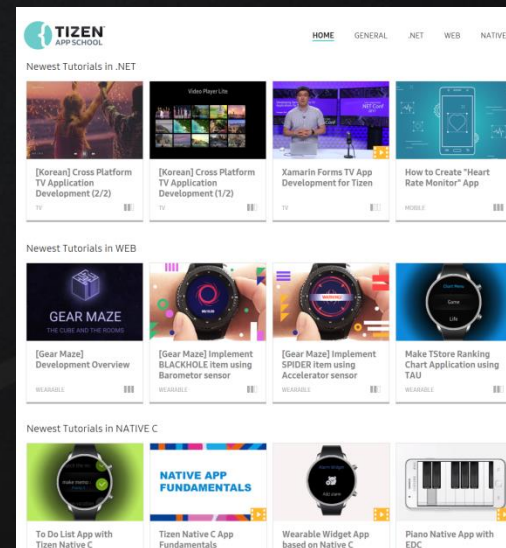 TIZEN
APP SCHOOL
HOME GENERAL .NET WEB NATIVE
Newest Tutorials in .NET
Video Player Lite
[Korean] Cross Platform
TV Application
Development (2/2)
TV
[Korean] Cross Platform
TV Application
Development (1/2)
TV
Xamarin Forms TV App
Development for Tizen
TV
How to Create "Heart
Rate Monitor" App
MOBILE
Newest Tutorials in WEB
GEAR MAZE
THE CUBE AND THE ROOMS
[Gear Maze]
Development Overview
WEARABLE
[Gear Maze] Implement
BLACKHOLE item using
Barometor sensor
WEARABLE
[Gear Maze] Implement
SPIDER item using
Accelerator sensor
WEARABLE
Game
Life
Make TStore Ranking
Chart Application using
TAU
WEARABLE
Newest Tutorials in NATIVE C
NATIVE APP
FUNDAMENTALS
To Do List App with
Tizen Native C
Tizen Native C App
Fundamentals
Wearable Widget App
based on Native C
Piano Native App with
EDC